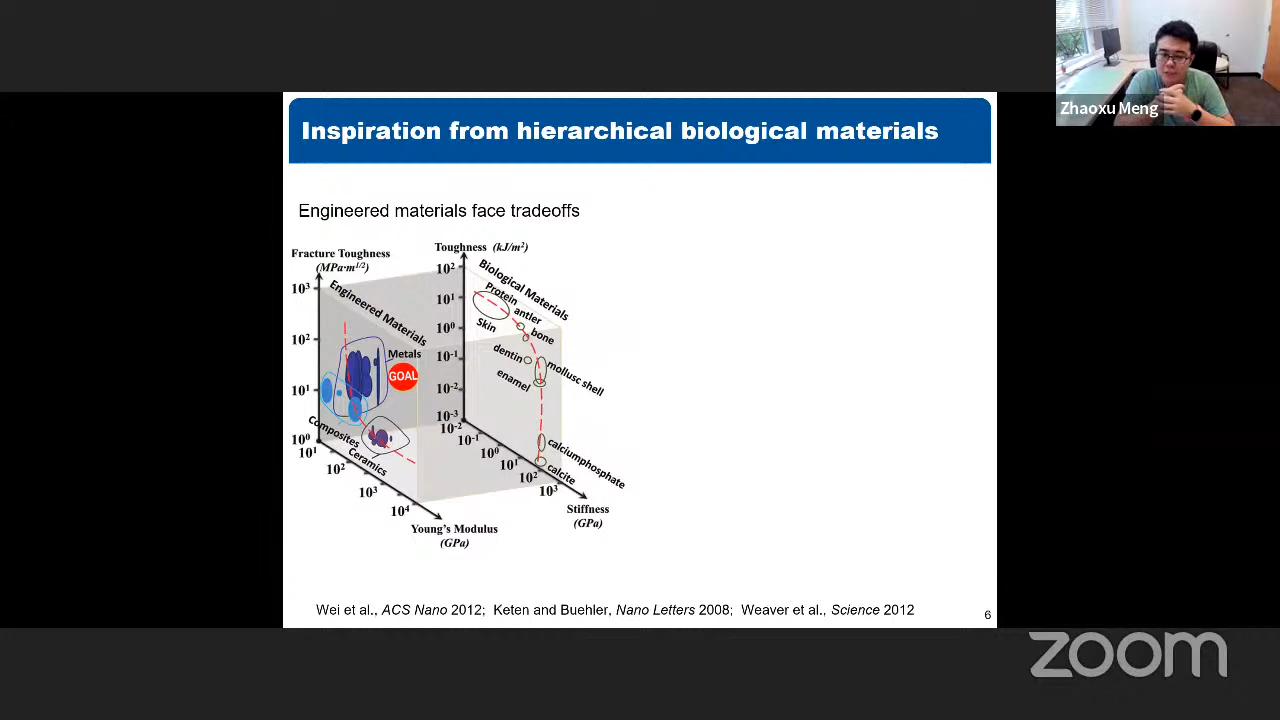 Zhaoxu Meng
Inspiration from hierarchical biological materials
Engineered materials face tradeoffs
Fracture Toughness
(MPa·m^1/2)
10³
10²
10¹
10⁰
Engineered Materials
Metals
GOAL
Composites
Ceramics
10¹
10²
10³
10⁴
Young's Modulus
(GPa)
Toughness (kJ/m²)
10²
10¹
10⁰
10⁻¹
10⁻²
10⁻³
Biological Materials
Protein
antler
Skin
bone
dentin
mollusc shell
enamel
calciumphosphate
calcite
10⁻²
10⁻¹
10⁰
10¹
10²
10³
Stiffness
(GPa)
Wei et al., ACS Nano 2012; Keten and Buehler, Nano Letters 2008; Weaver et al., Science 2012
6
zoom